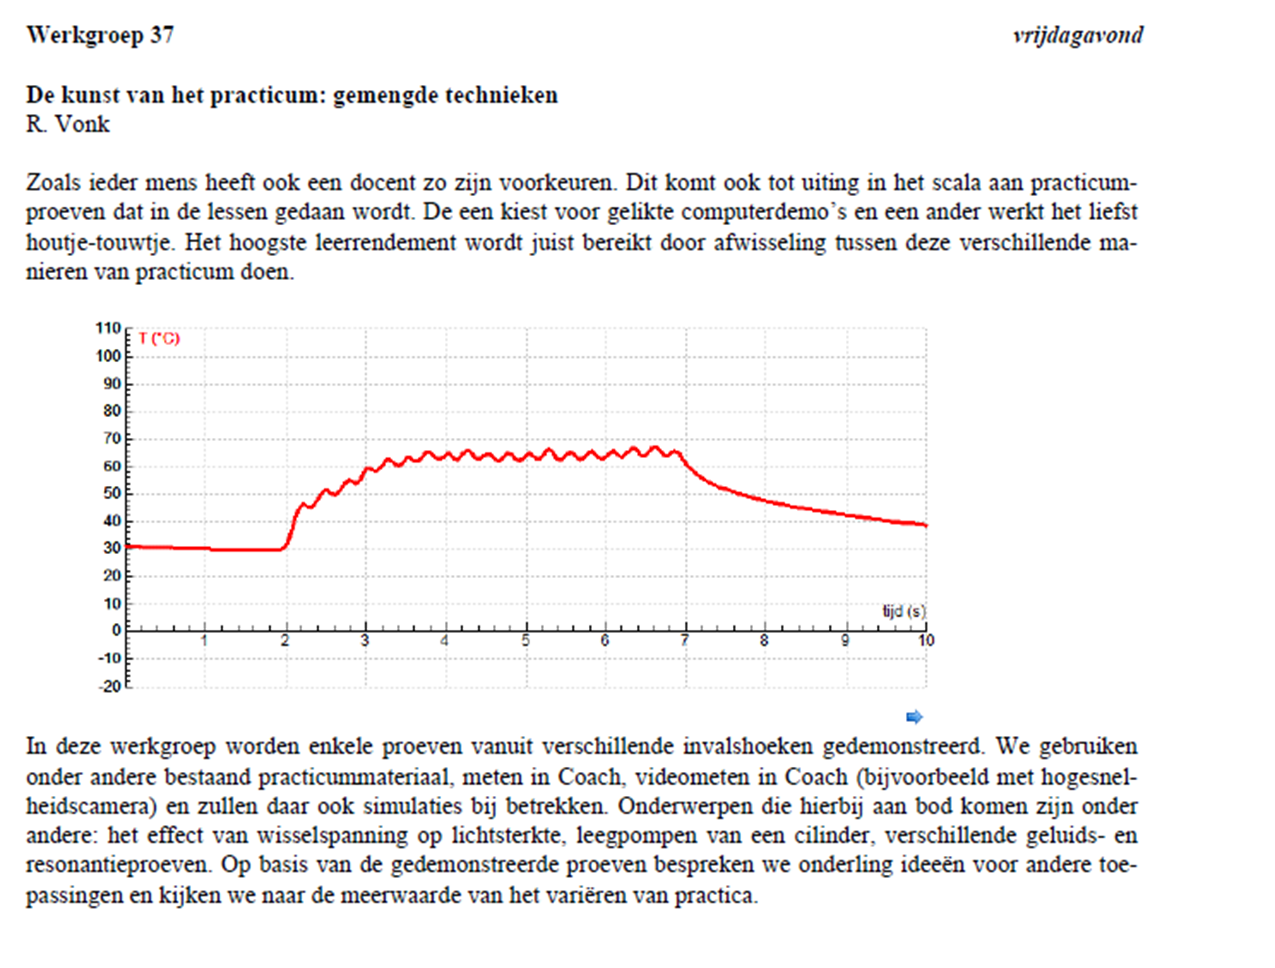 Werkgroep 37 vrijdagavond
De kunst van het practicum: gemengde technieken
R. Vonk
Zoals ieder mens heeft ook een docent zo zijn voorkeuren. Dit komt ook tot uiting in het scala aan practicum-
proeven dat in de lessen gedaan wordt. De een kiest voor gelikte computerdemo's en een ander werkt het liefst
houtje-touwtje. Het hoogste leerrendement wordt juist bereikt door afwisseling tussen deze verschillende ma-
nieren van practicum doen.
110
T (°C)
100
90
80
70
60
50
40
30
20
10
tijd (s)
0
1 2 3 4 5 6 7 8 9 10
-10
-20
In deze werkgroep worden enkele proeven vanuit verschillende invalshoeken gedemonstreerd. We gebruiken
onder andere bestaand practicummateriaal, meten in Coach, videometen in Coach (bijvoorbeeld met hogesnel-
heidscamera) en zullen daar ook simulaties bij betrekken. Onderwerpen die hierbij aan bod komen zijn onder
andere: het effect van wisselspanning op lichtsterkte, leegpompen van een cilinder, verschillende geluids- en
resonantieproeven. Op basis van de gedemonstreerde proeven bespreken we onderling ideeën voor andere toe-
passingen en kijken we naar de meerwaarde van het variëren van practica.